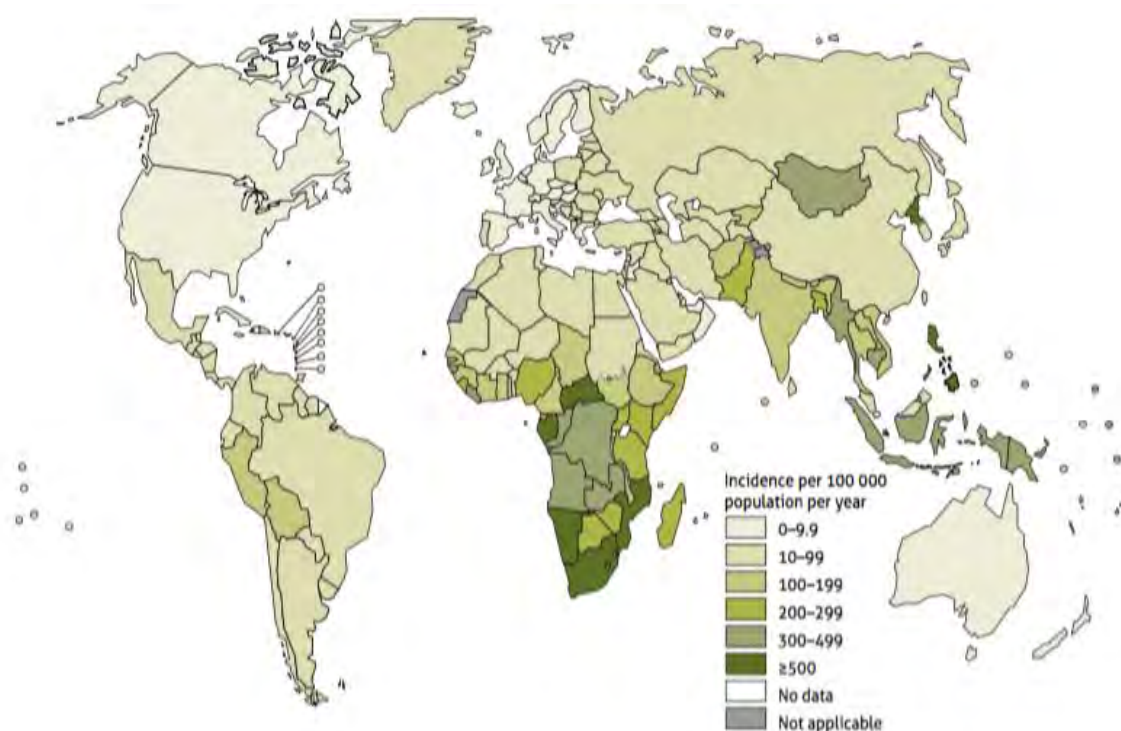 Incidence per 100 000
population per year
0–9.9
10–99
100–199
200–299
300–499
≥500
No data
Not applicable